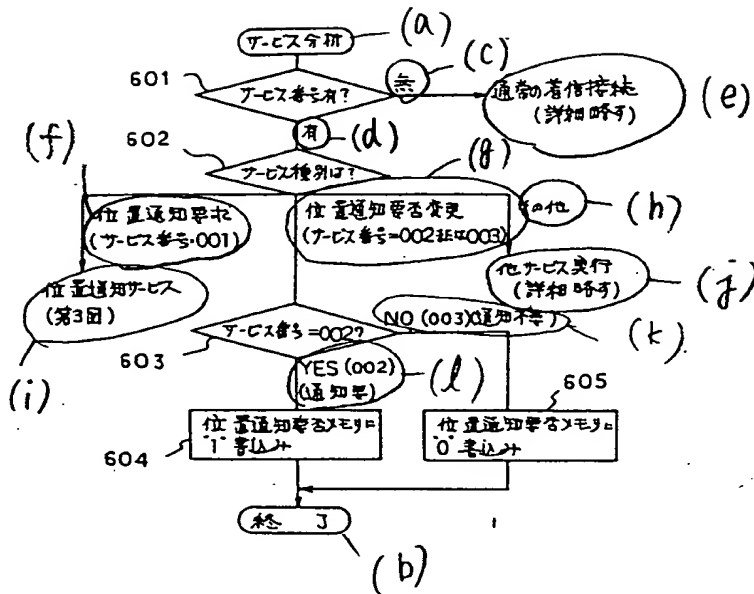 (a)
サービス分析
(c)
601
無
サービス番号有?
通常の着信接続
(詳細略す)
(e)
(f)
602
有
(d)
(g)
サービス種別は?
位置通知要求
(サービス番号=001)
位置通知要否変更
(サービス番号=002または003)
その他
(h)
位置通知サービス
(第3図)
他サービス実行
(詳細略す)
(j)
サービス番号=002?
NO (003)(通知不要)
(k)
603
(i)
YES (002)
(通知要)
(l)
605
位置通知要否メモリに
"1" 書込み
位置通知要否メモリに
"0" 書込み
604
終 了
(b)